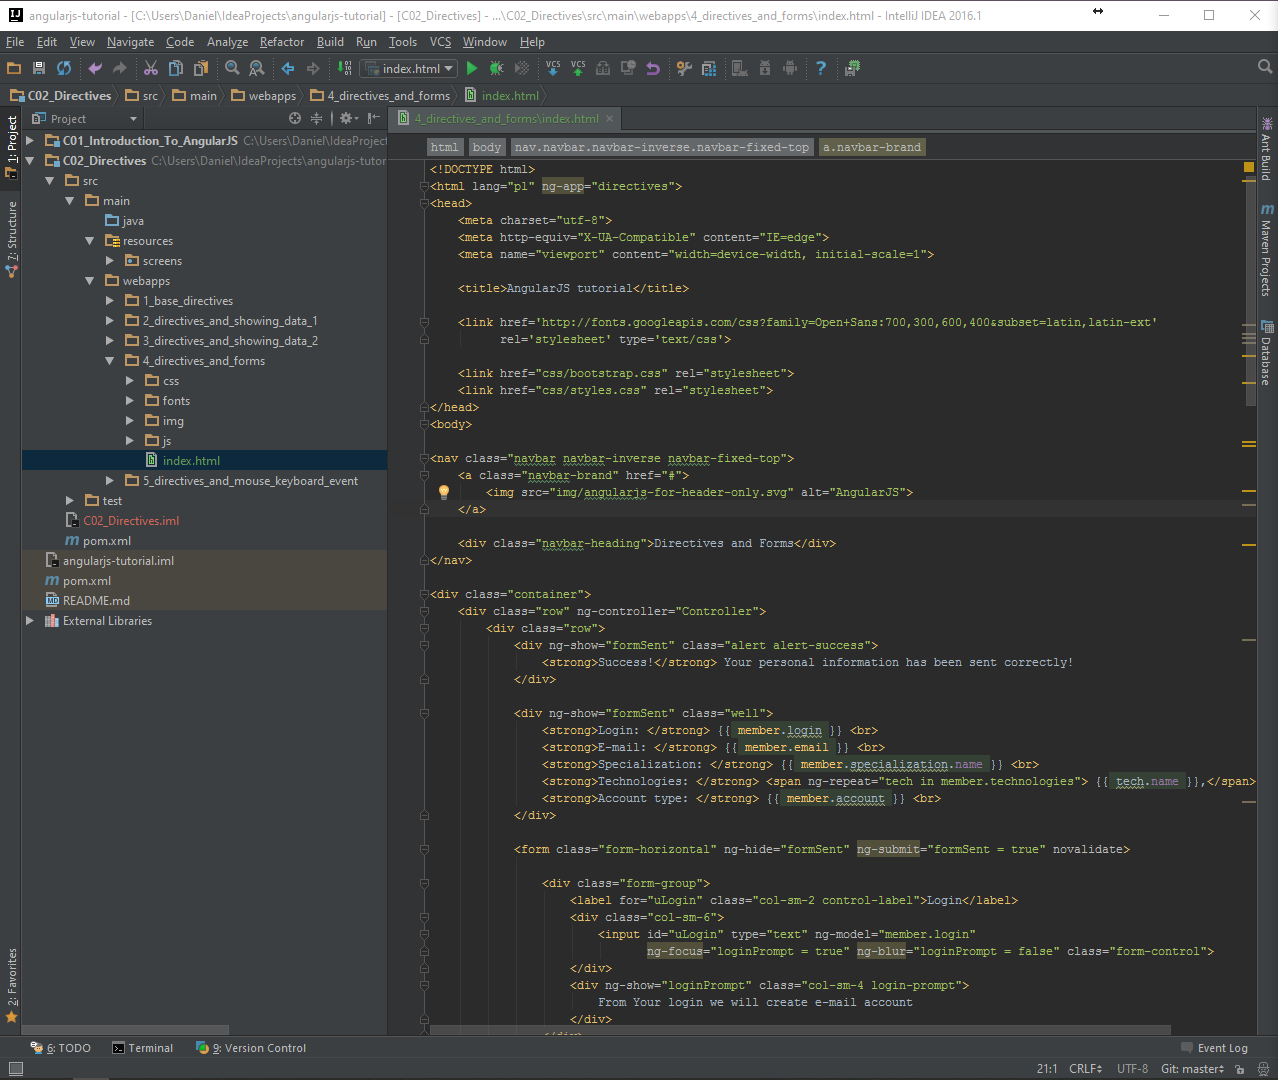 angularjs-tutorial - [C:\Users\Daniel\IdeaProjects\angularjs-tutorial] - [C02_Directives] - ...\C02_Directives\src\main\webapps\4_directives_and_forms\index.html - IntelliJ IDEA 2016.1
File Edit View Navigate Code Analyze Refactor Build Run Tools VCS Window Help
index.html VCS VCS
C02_Directives src main webapps 4_directives_and_forms index.html
Project
4_directives_and_forms\index.html
1: Project
7: Structure
2: Favorites
C01_Introduction_To_AngularJS C:\Users\Daniel\IdeaProjec
C02_Directives C:\Users\Daniel\IdeaProjects\angularjs-tutor
src
main
java
resources
screens
webapps
1_base_directives
2_directives_and_showing_data_1
3_directives_and_showing_data_2
4_directives_and_forms
css
fonts
img
js
index.html
5_directives_and_mouse_keyboard_event
test
C02_Directives.iml
pom.xml
angularjs-tutorial.iml
pom.xml
README.md
External Libraries
html body nav.navbar.navbar-inverse.navbar-fixed-top a.navbar-brand
<!DOCTYPE html>
<html lang="pl" ng-app="directives">
<head>
<meta charset="utf-8">
<meta http-equiv="X-UA-Compatible" content="IE=edge">
<meta name="viewport" content="width=device-width, initial-scale=1">
<title>AngularJS tutorial</title>
<link href='http://fonts.googleapis.com/css?family=Open+Sans:700,300,600,400&subset=latin,latin-ext'
rel='stylesheet' type='text/css'>
<link href="css/bootstrap.css" rel="stylesheet">
<link href="css/styles.css" rel="stylesheet">
</head>
<body>
<nav class="navbar navbar-inverse navbar-fixed-top">
<a class="navbar-brand" href="#">
<img src="img/angularjs-for-header-only.svg" alt="AngularJS">
</a>
<div class="navbar-heading">Directives and Forms</div>
</nav>
<div class="container">
<div class="row" ng-controller="Controller">
<div class="row">
<div ng-show="formSent" class="alert alert-success">
<strong>Success!</strong> Your personal information has been sent correctly!
</div>
<div ng-show="formSent" class="well">
<strong>Login: </strong> {{ member.login }} <br>
<strong>E-mail: </strong> {{ member.email }} <br>
<strong>Specialization: </strong> {{ member.specialization.name }} <br>
<strong>Technologies: </strong> <span ng-repeat="tech in member.technologies"> {{ tech.name }},</span>
<strong>Account type: </strong> {{ member.account }} <br>
</div>
<form class="form-horizontal" ng-hide="formSent" ng-submit="formSent = true" novalidate>
<div class="form-group">
<label for="uLogin" class="col-sm-2 control-label">Login</label>
<div class="col-sm-6">
<input id="uLogin" type="text" ng-model="member.login"
ng-focus="loginPrompt = true" ng-blur="loginPrompt = false" class="form-control">
</div>
<div ng-show="loginPrompt" class="col-sm-4 login-prompt">
From Your login we will create e-mail account
</div>
</div>
Ant Build
Maven Projects
Database
6: TODO Terminal 9: Version Control Event Log
21:1 CRLF UTF-8 Git: master